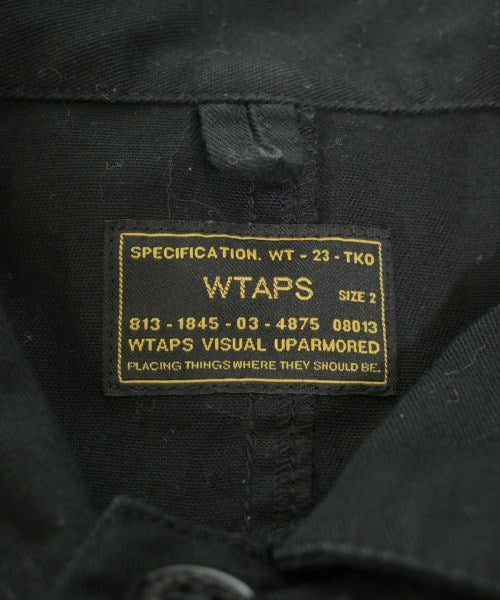 SPECIFICATION. WT - 23 - TKO
WTAPS SIZE 2
813 - 1845 - 03 - 4875 08013
WTAPS VISUAL UPARMORED
PLACING THINGS WHERE THEY SHOULD BE.